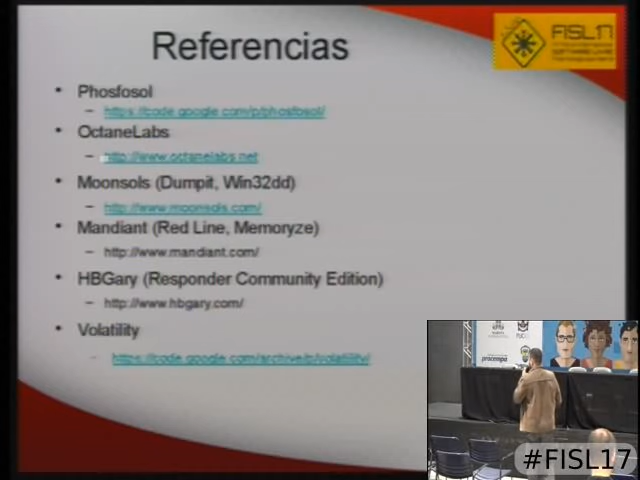 Referencias
FISL17
• Phosfosol
– https://code.google.com/p/phosfosol/
• OctaneLabs
– http://www.octanelabs.net
• Moonsols (Dumpit, Win32dd)
– http://www.moonsols.com/
• Mandiant (Red Line, Memoryze)
– http://www.mandiant.com/
• HBGary (Responder Community Edition)
– http://www.hbgary.com/
• Volatility
– https://code.google.com/archive/p/volatility/
procempa
#FISL17